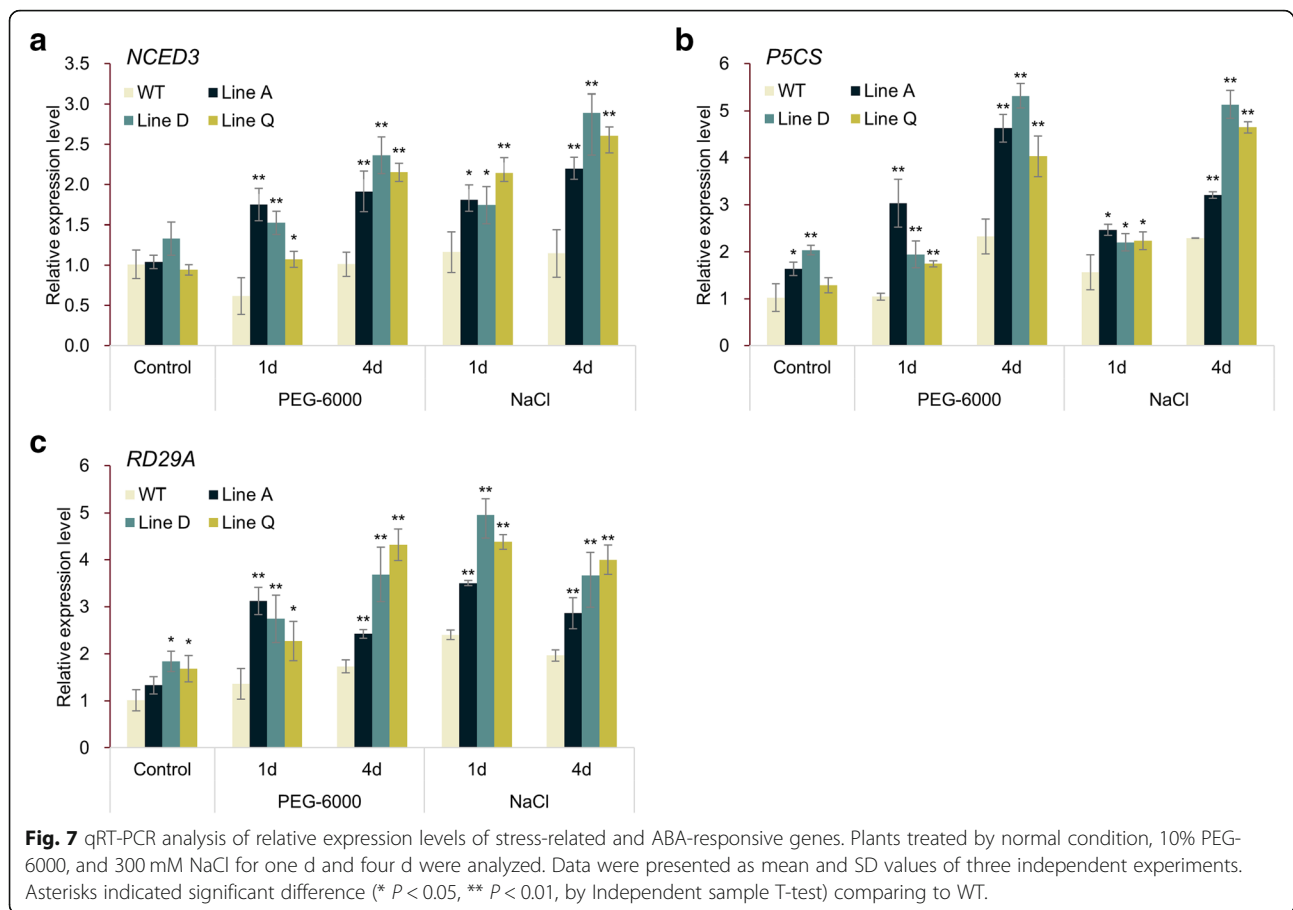 a
NCED3
WT
Line A
Line D
Line Q
Relative expression level
3.5
3.0
2.5
2.0
1.5
1.0
0.5
0.0
** ** *
** ** **
* * **
** ** **
Control
1d
4d
1d
4d
PEG-6000
NaCl
b
P5CS
WT
Line A
Line D
Line Q
Relative expression level
6
5
4
3
2
1
0
* **
** ** **
** ** **
* * *
** ** **
Control
1d
4d
1d
4d
PEG-6000
NaCl
c
RD29A
WT
Line A
Line D
Line Q
Relative expression level
6
5
4
3
2
1
0
* *
** ** *
** ** **
** ** **
** ** **
Control
1d
4d
1d
4d
PEG-6000
NaCl
Fig. 7 qRT-PCR analysis of relative expression levels of stress-related and ABA-responsive genes. Plants treated by normal condition, 10% PEG-
6000, and 300 mM NaCl for one d and four d were analyzed. Data were presented as mean and SD values of three independent experiments.
Asterisks indicated significant difference (* P < 0.05, ** P < 0.01, by Independent sample T-test) comparing to WT.